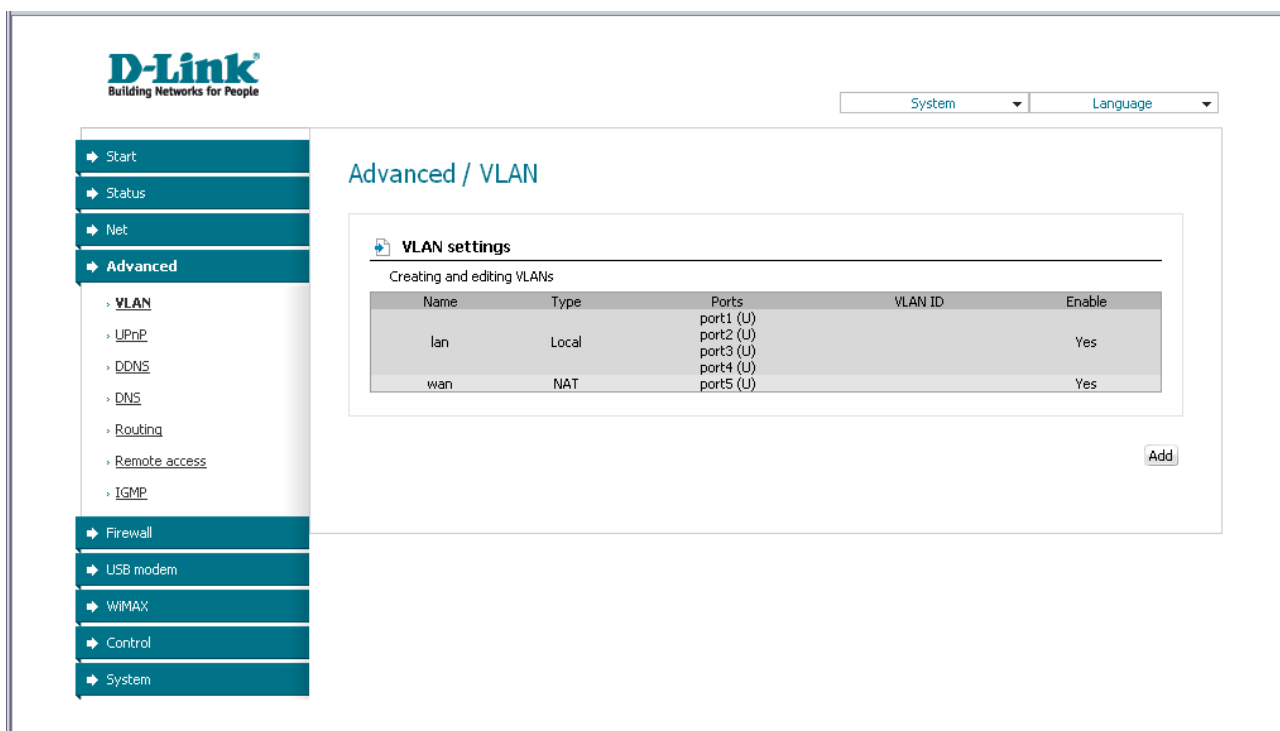 D-Link
Building Networks for People
System Language
Start
Status
Net
Advanced
VLAN
UPnP
DDNS
DNS
Routing
Remote access
IGMP
Firewall
USB modem
WiMAX
Control
System
Advanced / VLAN
VLAN settings
Creating and editing VLANs
Name Type Ports VLAN ID Enable
port1 (U)
port2 (U)
lan Local Yes
port3 (U)
port4 (U)
wan NAT port5 (U) Yes
Add